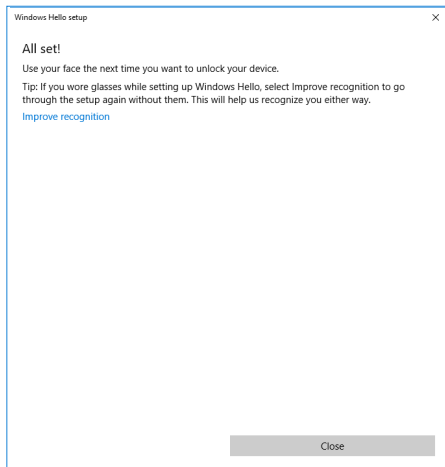 Windows Hello setup
All set!
Use your face the next time you want to unlock your device.
Tip: If you wore glasses while setting up Windows Hello, select Improve recognition to go
through the setup again without them. This will help us recognize you either way.
Improve recognition
Close